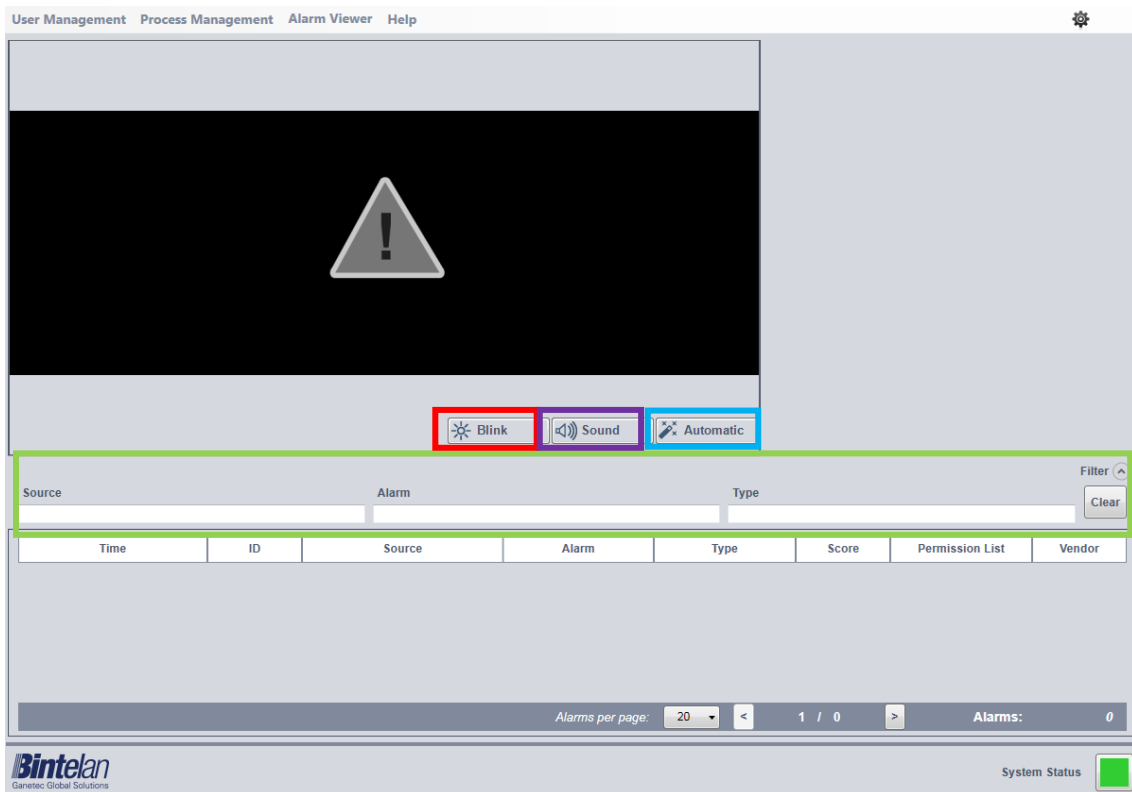 User Management Process Management Alarm Viewer Help
!
Blink Sound Automatic
Filter
Source Alarm Type
Clear
Time ID Source Alarm Type Score Permission List Vendor
Alarms per page: 20 < 1 / 0 > Alarms: 0
Bintelan
Ganetec Global Solutions
System Status